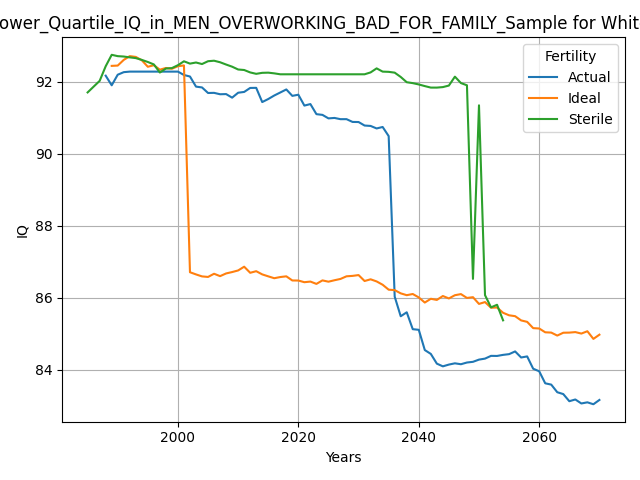 ower_Quartile_IQ_in_MEN_OVERWORKING_BAD_FOR_FAMILY_Sample for Whit
Fertility
Actual
Ideal
Sterile
92
90
88
86
84
IQ
2000
2020
2040
2060
Years